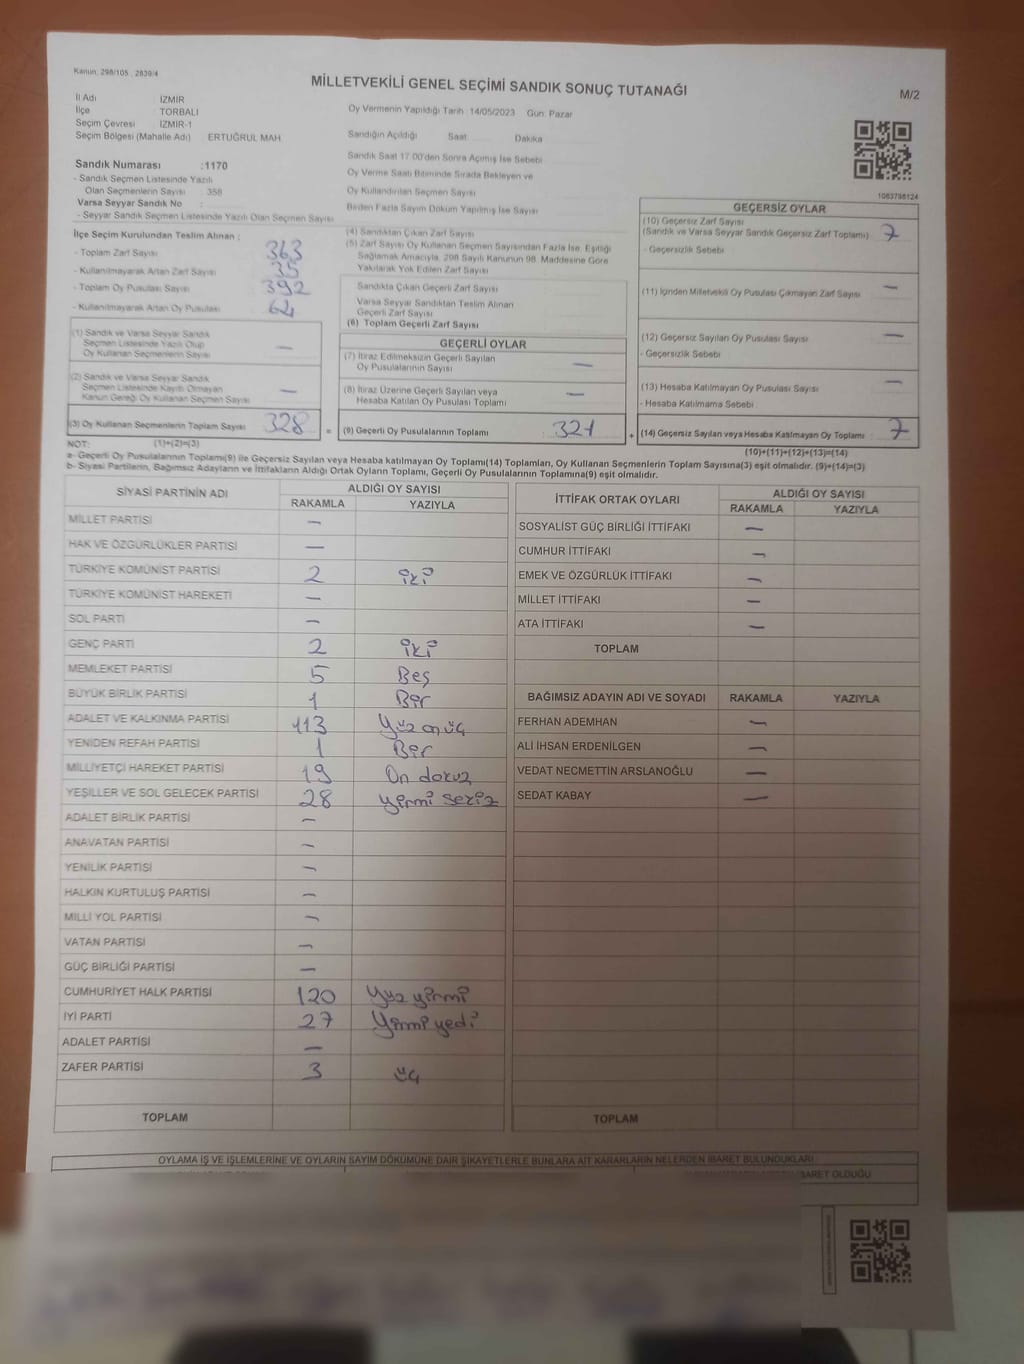 Kanun: 298/105 , 2839/4
MİLLETVEKİLİ GENEL SEÇİMİ SANDIK SONUÇ TUTANAĞI
M/2
İl Adı İZMİR
İlçe TORBALI
Seçim Çevresi İZMİR-1
Seçim Bölgesi (Mahalle Adı) ERTUĞRUL MAH
Oy Vermenin Yapıldığı Tarih :14/05/2023 Gün: Pazar
Sandığın Açıldığı Saat Dakika
Sandık Saat 17:00'den Sonra Açımış İse Sebebi
Oy Verme Saati Bitiminde Sırada Bekleyen ve
Oy Kullandırılan Seçmen Sayısı
Birden Fazla Sayım Döküm Yapılmış İse Sayısı
Sandık Numarası :1170
- Sandık Seçmen Listesinde Yazılı
Olan Seçmenlerin Sayısı : 358
Varsa Seyyar Sandık No :
- Seyyar Sandık Seçmen Listesinde Yazılı Olan Seçmen Sayısı
1063798124
İlçe Seçim Kurulundan Teslim Alınan :
- Toplam Zarf Sayısı 363
- Kullanılmayarak Artan Zarf Sayısı 35
- Toplam Oy Pusulası Sayısı 392
- Kullanılmayarak Artan Oy Pusulası 64
(1) Sandık ve Varsa Seyyar Sandık
Seçmen Listesinde Yazılı Olup
Oy Kullanan Seçmenlerin Sayısı —
(2) Sandık ve Varsa Seyyar Sandık
Seçmen Listesinde Kayıtlı Olmayan
Kanun Gereği Oy Kullanan Seçmen Sayısı —
(3) Oy Kullanan Seçmenlerin Toplam Sayısı 328 =
(4) Sandıktan Çıkan Zarf Sayısı
(5) Zarf Sayısı Oy Kullanan Seçmen Sayısından Fazla İse, Eşitliği
Sağlamak Amacıyla, 298 Sayılı Kanunun 98. Maddesine Göre
Yakılarak Yok Edilen Zarf Sayısı
Sandıkta Çıkan Geçerli Zarf Sayısı
Varsa Seyyar Sandıktan Teslim Alınan
Geçerli Zarf Sayısı
(6) Toplam Geçerli Zarf Sayısı
GEÇERLİ OYLAR
(7) İtiraz Edilmeksizin Geçerli Sayılan
Oy Pusulalarının Sayısı —
(8) İtiraz Üzerine Geçerli Sayılan veya
Hesaba Katılan Oy Pusulası Toplamı —
(9) Geçerli Oy Pusulalarının Toplamı : 321 +
GEÇERSİZ OYLAR
(10) Geçersiz Zarf Sayısı
(Sandık ve Varsa Seyyar Sandık Geçersiz Zarf Toplamı) 7
- Geçersizlik Sebebi
(11) İçinden Milletvekili Oy Pusulası Çıkmayan Zarf Sayısı —
(12) Geçersiz Sayılan Oy Pusulası Sayısı —
- Geçersizlik Sebebi
(13) Hesaba Katılmayan Oy Pusulası Sayısı —
- Hesaba Katılmama Sebebi
(14) Geçersiz Sayılan veya Hesaba Katılmayan Oy Toplamı : 7
NOT: (1)+(2)=(3) (10)+(11)+(12)+(13)=(14)
a- Geçerli Oy Pusulalarının Toplamı(9) ile Geçersiz Sayılan veya Hesaba katılmayan Oy Toplamı(14) Toplamları, Oy Kullanan Seçmenlerin Toplam Sayısına(3) eşit olmalıdır. (9)+(14)=(3)
b- Siyasi Partilerin, Bağımsız Adayların ve İttifakların Aldığı Ortak Oyların Toplamı, Geçerli Oy Pusulalarının Toplamına(9) eşit olmalıdır.
SİYASİ PARTİNİN ADI ALDIĞI OY SAYISI
RAKAMLA YAZIYLA
MİLLET PARTİSİ —
HAK VE ÖZGÜRLÜKLER PARTİSİ —
TÜRKİYE KOMÜNİST PARTİSİ 2 iki
TÜRKİYE KOMÜNİST HAREKETİ —
SOL PARTİ —
GENÇ PARTİ 2 iki
MEMLEKET PARTİSİ 5 Beş
BÜYÜK BİRLİK PARTİSİ 1 Bir
ADALET VE KALKINMA PARTİSİ 113 Yüz onüç
YENİDEN REFAH PARTİSİ 1 Bir
MİLLİYETÇİ HAREKET PARTİSİ 19 On dokuz
YEŞİLLER VE SOL GELECEK PARTİSİ 28 yirmi sekiz
ADALET BİRLİK PARTİSİ —
ANAVATAN PARTİSİ —
YENİLİK PARTİSİ —
HALKIN KURTULUŞ PARTİSİ —
MİLLİ YOL PARTİSİ —
VATAN PARTİSİ —
GÜÇ BİRLİĞİ PARTİSİ —
CUMHURİYET HALK PARTİSİ 120 Yüz yirmi
İYİ PARTİ 27 Yirmi yedi
ADALET PARTİSİ —
ZAFER PARTİSİ 3 üç
TOPLAM
İTTİFAK ORTAK OYLARI ALDIĞI OY SAYISI
RAKAMLA YAZIYLA
SOSYALİST GÜÇ BİRLİĞİ İTTİFAKI —
CUMHUR İTTİFAKI —
EMEK VE ÖZGÜRLÜK İTTİFAKI —
MİLLET İTTİFAKI —
ATA İTTİFAKI —
TOPLAM
BAĞIMSIZ ADAYIN ADI VE SOYADI RAKAMLA YAZIYLA
FERHAN ADEMHAN —
ALİ İHSAN ERDENİLGEN —
VEDAT NECMETTİN ARSLANOĞLU —
SEDAT KABAY —
TOPLAM
OYLAMA İŞ VE İŞLEMLERİNE VE OYLARIN SAYIM DÖKÜMÜNE DAİR ŞİKAYETLERLE BUNLARA AİT KARARLARIN NELERDEN İBARET BULUNDUKLARI
İBARET OLDUĞU